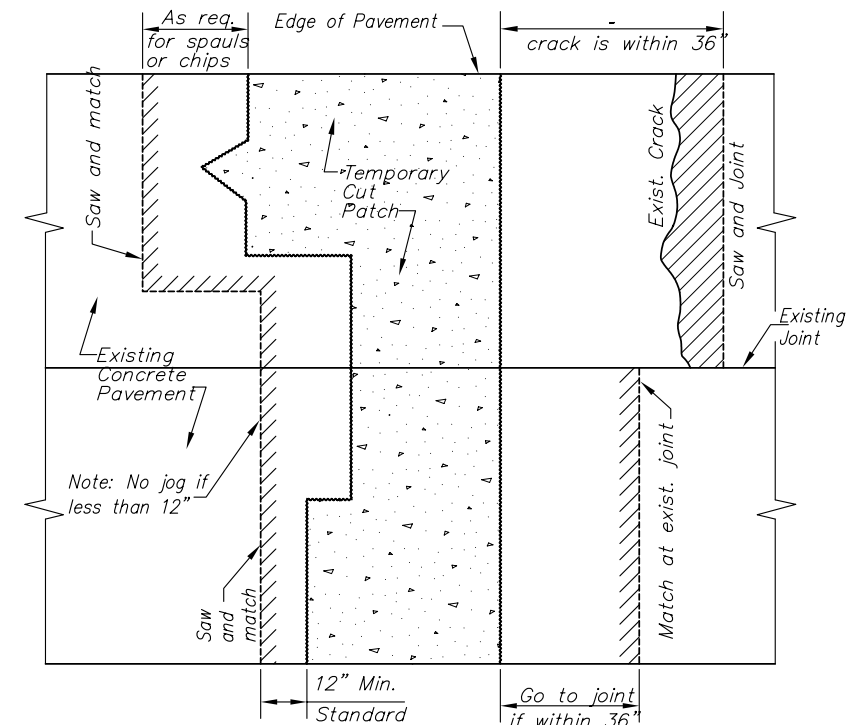 As req.
for spauls
or chips
Edge of Pavement
-
crack is within 36"
Saw and match
Temporary
Cut
Patch
Exist. Crack
Saw and Joint
Existing
Joint
Existing
Concrete
Pavement
Note: No jog if
less than 12"
Saw
and
match
Match at exist. joint
12" Min.
Standard
Go to joint
if within 36"